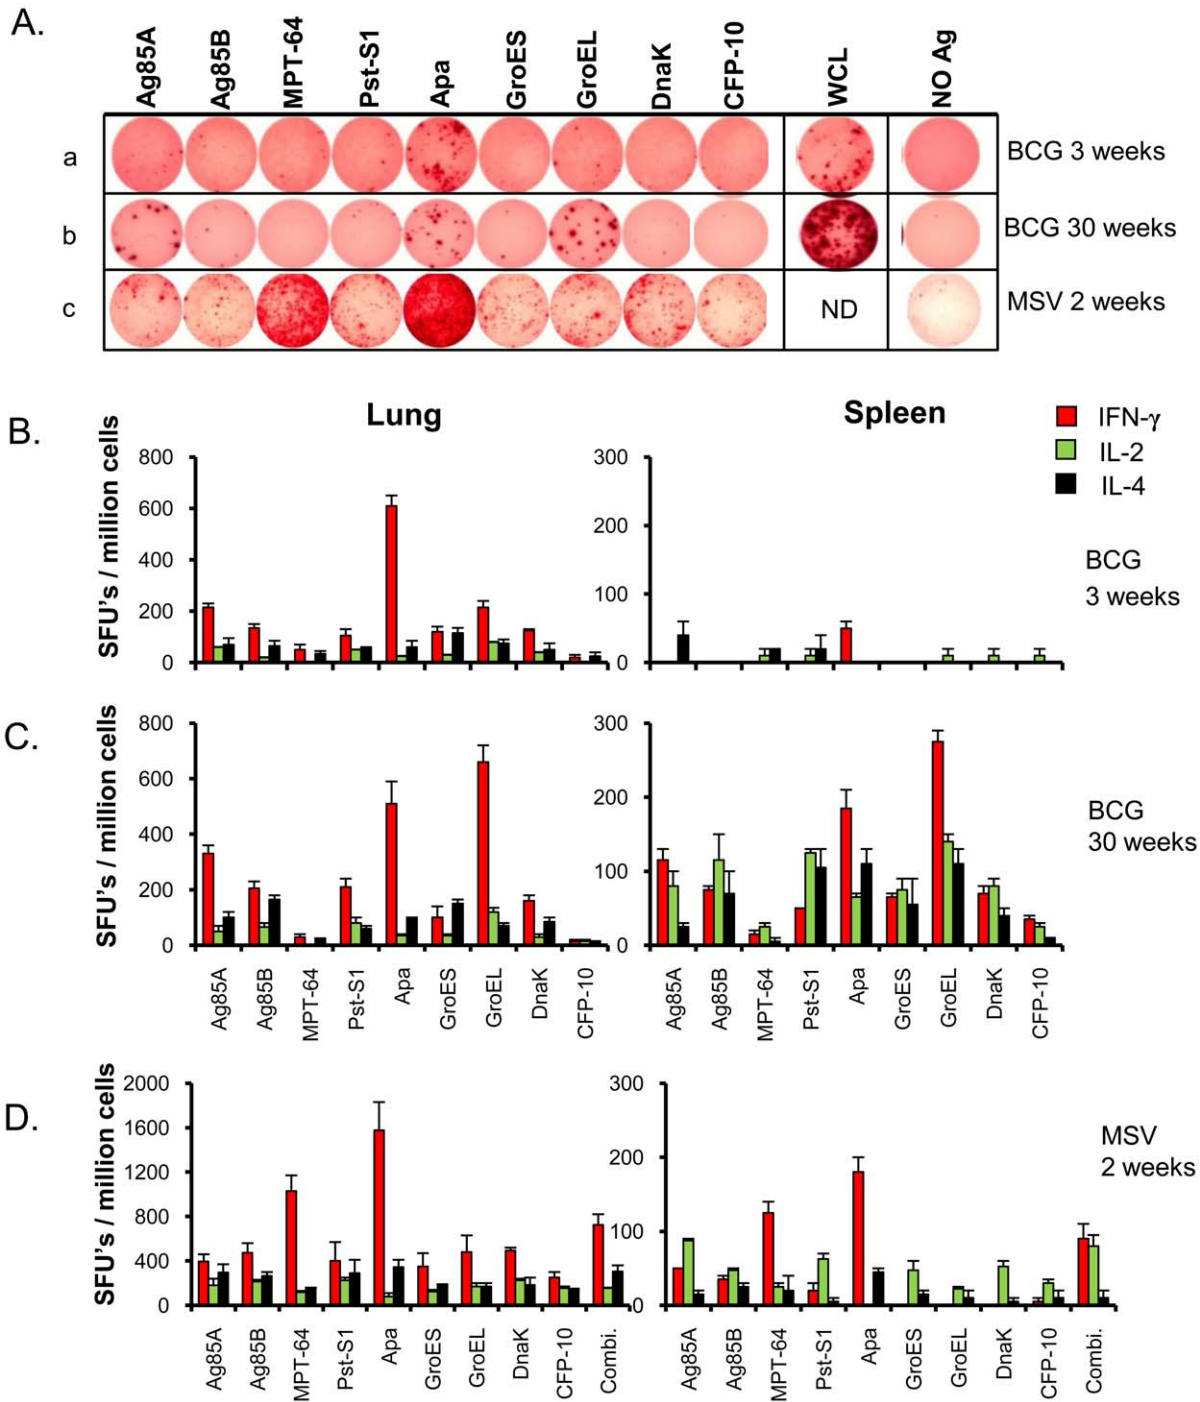 A.
Ag85A Ag85B MPT-64 Pst-S1 Apa GroES GroEL DnaK CFP-10 WCL NO Ag
a BCG 3 weeks
b BCG 30 weeks
c ND MSV 2 weeks
Lung Spleen
IFN-γ
IL-2
IL-4
B.
SFU's / million cells
800
600
400
200
0
300
200
100
0
BCG
3 weeks
C.
SFU's / million cells
800
600
400
200
0
300
200
100
0
BCG
30 weeks
Ag85A Ag85B MPT-64 Pst-S1 Apa GroES GroEL DnaK CFP-10
Ag85A Ag85B MPT-64 Pst-S1 Apa GroES GroEL DnaK CFP-10
D.
SFU's / million cells
2000
1600
1200
800
400
0
300
200
100
0
MSV
2 weeks
Ag85A Ag85B MPT-64 Pst-S1 Apa GroES GroEL DnaK CFP-10 Combi.
Ag85A Ag85B MPT-64 Pst-S1 Apa GroES GroEL DnaK CFP-10 Combi.